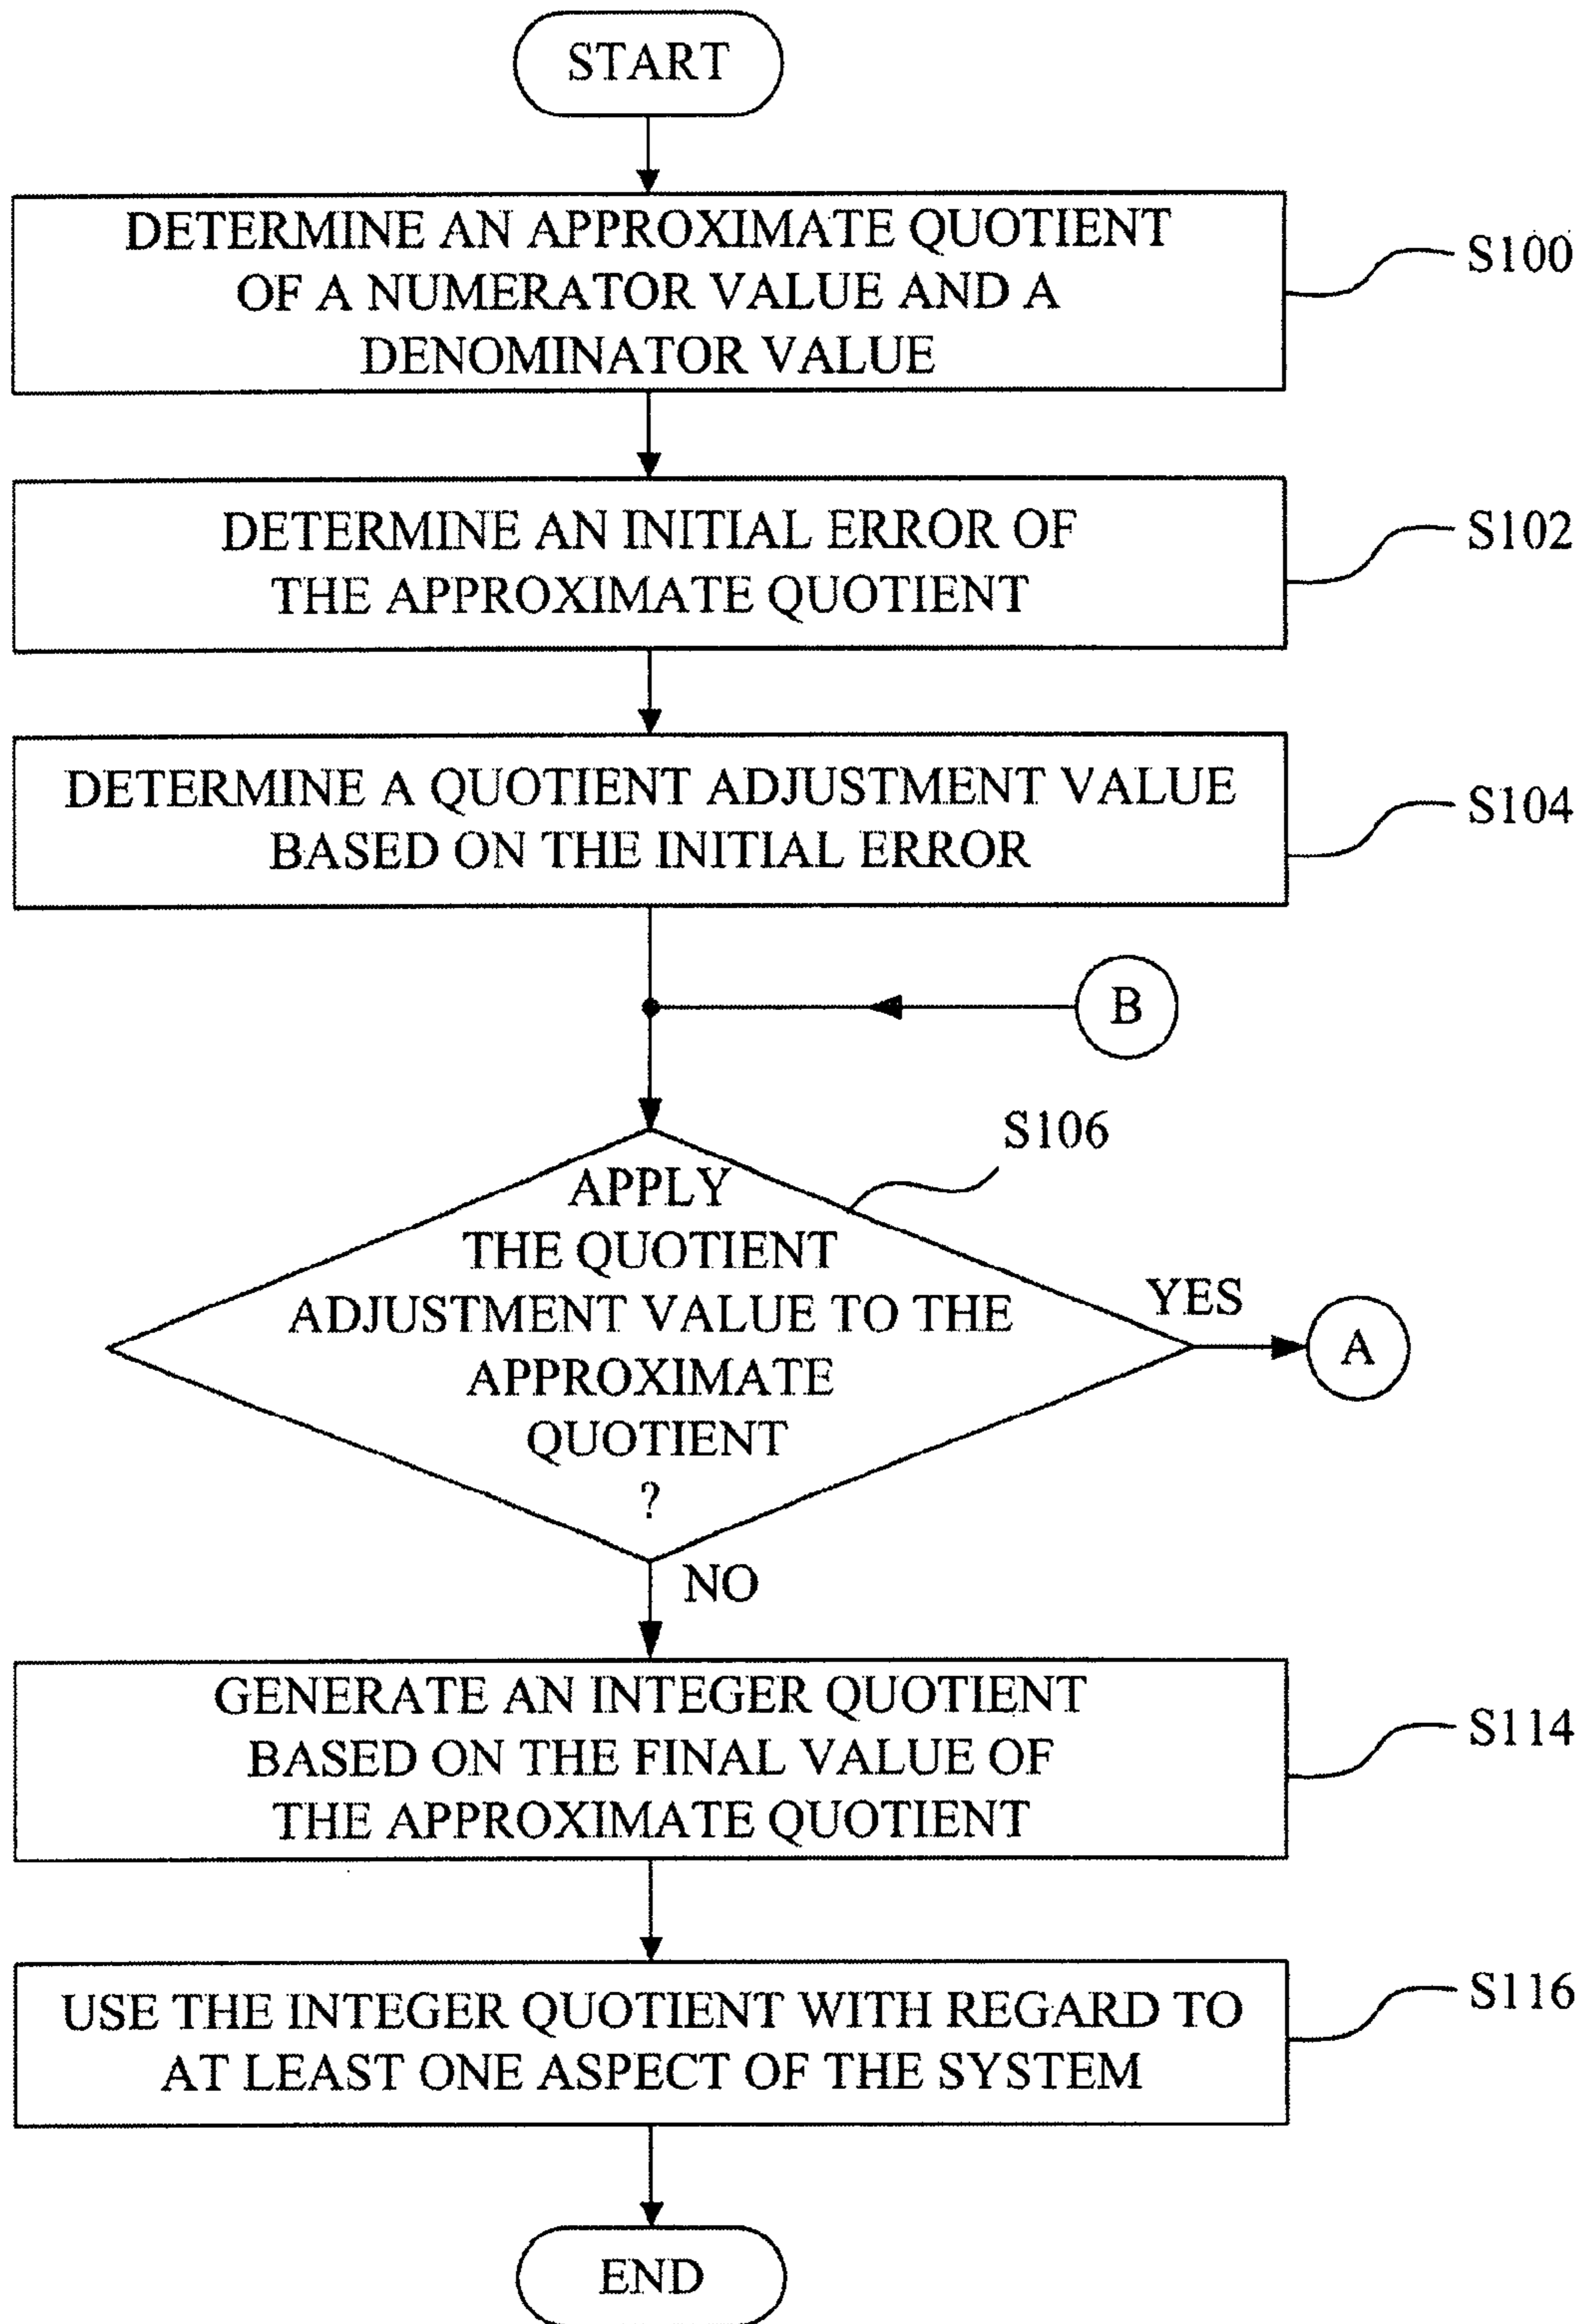 START
DETERMINE AN APPROXIMATE QUOTIENT
OF A NUMERATOR VALUE AND A
DENOMINATOR VALUE
S100
DETERMINE AN INITIAL ERROR OF
THE APPROXIMATE QUOTIENT
S102
DETERMINE A QUOTIENT ADJUSTMENT VALUE
BASED ON THE INITIAL ERROR
S104
B
S106
APPLY
THE QUOTIENT
ADJUSTMENT VALUE TO THE
APPROXIMATE
QUOTIENT
?
YES
A
NO
GENERATE AN INTEGER QUOTIENT
BASED ON THE FINAL VALUE OF
THE APPROXIMATE QUOTIENT
S114
USE THE INTEGER QUOTIENT WITH REGARD TO
AT LEAST ONE ASPECT OF THE SYSTEM
S116
END